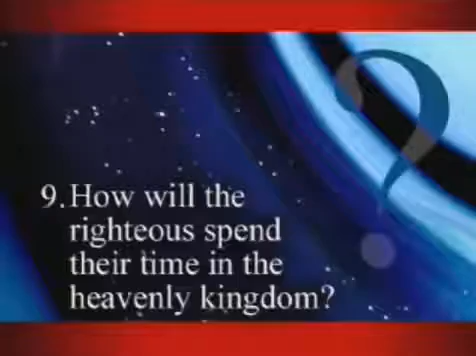 9. How will the
righteous spend
their time in the
heavenly kingdom?